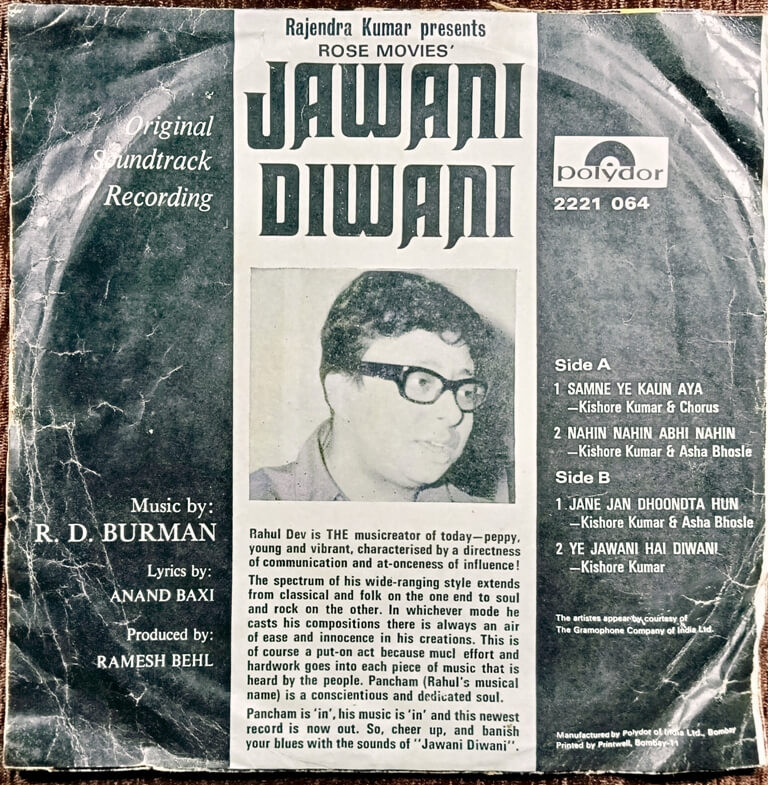 Rajendra Kumar presents
ROSE MOVIES'
JAWANI
DIWANI
Original
Soundtrack
Recording
polydor
2221 064
Music by:
R. D. BURMAN
Lyrics by:
ANAND BAXI
Produced by:
RAMESH BEHL
Rahul Dev is THE musicreator of today—peppy,
young and vibrant, characterised by a directness
of communication and at-onceness of influence!
The spectrum of his wide-ranging style extends
from classical and folk on the one end to soul
and rock on the other. In whichever mode he
casts his compositions there is always an air
of ease and innocence in his creations. This is
of course a put-on act because mucl effort and
hardwork goes into each piece of music that is
heard by the people. Pancham (Rahul's musical
name) is a conscientious and dedicated soul.
Pancham is 'in', his music is 'in' and this newest
record is now out. So, cheer up, and banish
your blues with the sounds of "Jawani Diwani".
Side A
1 SAMNE YE KAUN AYA
—Kishore Kumar & Chorus
2 NAHIN NAHIN ABHI NAHIN
—Kishore Kumar & Asha Bhosle
Side B
1 JANE JAN DHOONDTA HUN
—Kishore Kumar & Asha Bhosle
2 YE JAWANI HAI DIWANI
—Kishore Kumar
The artistes appear by courtesy of
The Gramophone Company of India Ltd.
Manufactured by Polydor of India Ltd., Bombay
Printed by Printwell, Bombay-11